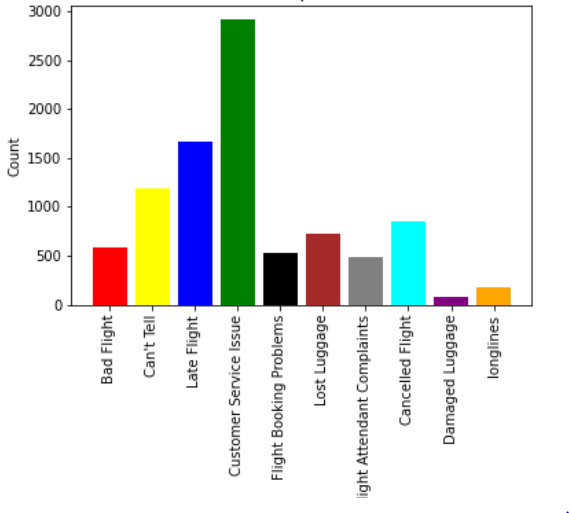 3000
2500
2000
1500
1000
500
0
Count
Bad Flight
Can't Tell
Late Flight
Customer Service Issue
Flight Booking Problems
Lost Luggage
light Attendant Complaints
Cancelled Flight
Damaged Luggage
longlines